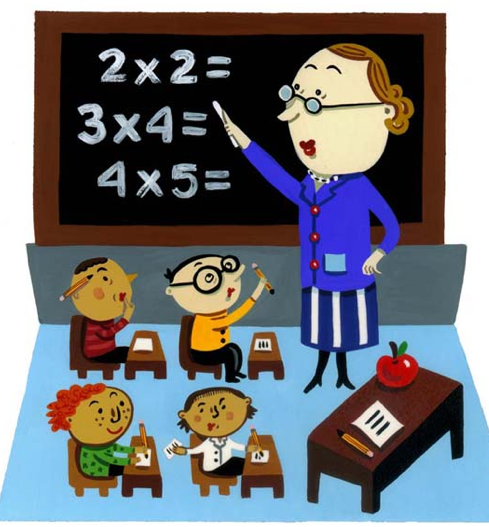 2x2=
3x4=
4x5=